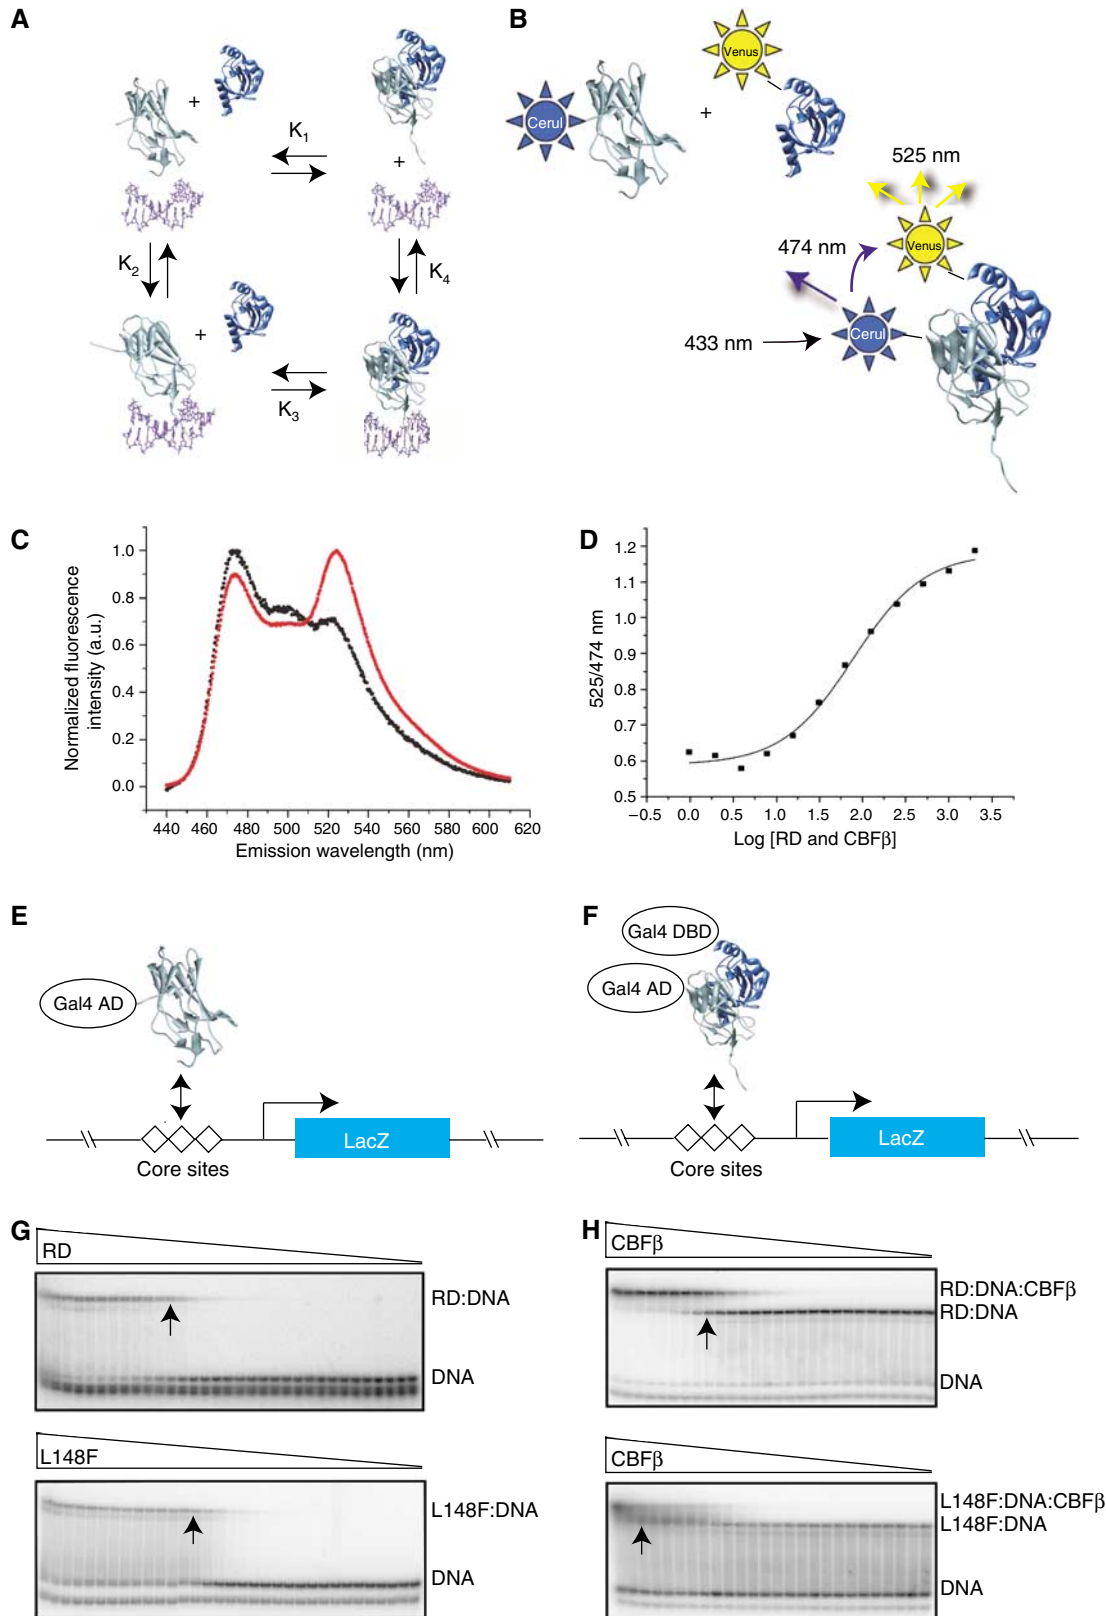 A
+
K1
+
K2
K4
+
K3
B
Venus
Cerul
+
525 nm
Venus
474 nm
Cerul
433 nm
C
Normalized fluorescence
intensity (a.u.)
1.0
0.8
0.6
0.4
0.2
0.0
440 460 480 500 520 540 560 580 600 620
Emission wavelength (nm)
D
525/474 nm
1.2
1.1
1.0
0.9
0.8
0.7
0.6
0.5
−0.5 0.0 0.5 1.0 1.5 2.0 2.5 3.0 3.5
Log [RD and CBFβ]
E
Gal4 AD
LacZ
Core sites
F
Gal4 DBD
Gal4 AD
LacZ
Core sites
G
RD
RD:DNA
DNA
L148F
L148F:DNA
DNA
H
CBFβ
RD:DNA:CBFβ
RD:DNA
DNA
CBFβ
L148F:DNA:CBFβ
L148F:DNA
DNA